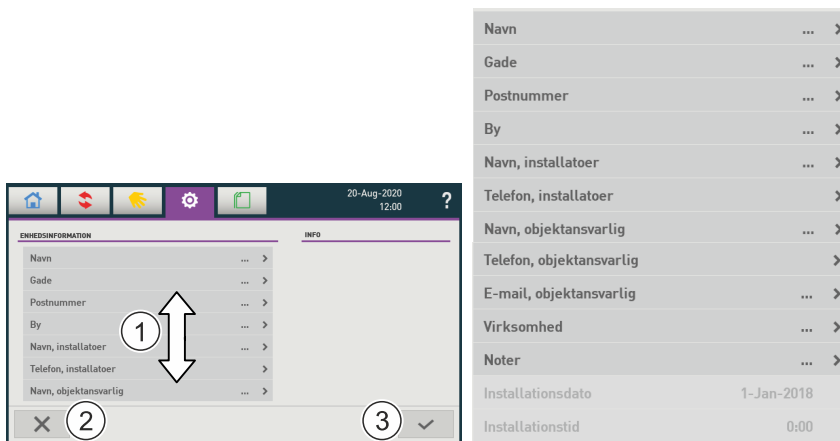 20-Aug-2020
12:00
?
ENHEDSINFORMATION
INFO
Navn ...
Gade ...
Postnummer ...
By ...
Navn, installatoer ...
Telefon, installatoer
Navn, objektansvarlig ...
1
2
3
Navn ...
Gade ...
Postnummer ...
By ...
Navn, installatoer ...
Telefon, installatoer
Navn, objektansvarlig ...
Telefon, objektansvarlig
E-mail, objektansvarlig ...
Virksomhed ...
Noter ...
Installationsdato 1-Jan-2018
Installationstid 0:00